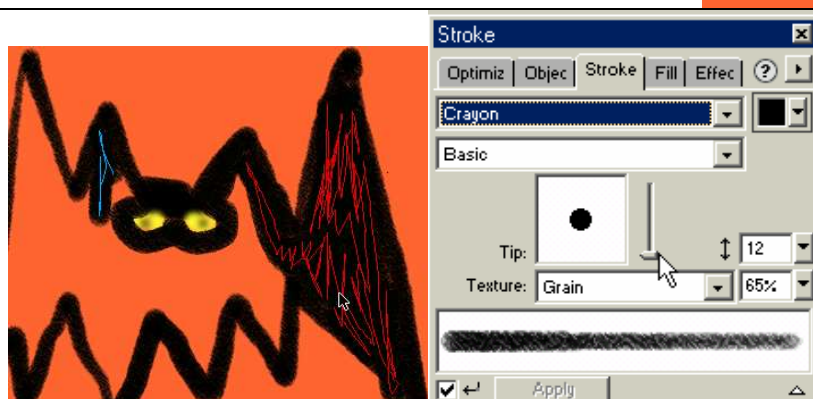 Stroke
Optimiz Objec Stroke Fill Effec ?
Crayon
Basic
Tip: 12
Texture: Grain 65%
Apply